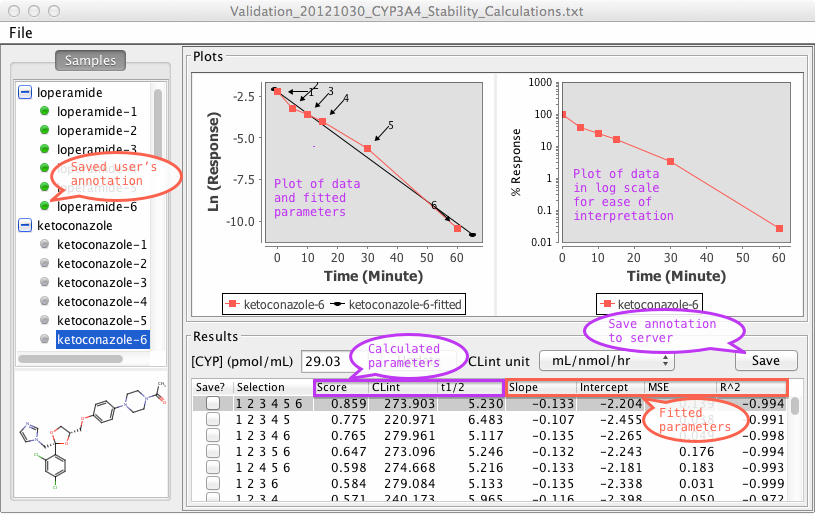 Validation_20121030_CYP3A4_Stability_Calculations.txt
File
Samples
loperamide
loperamide-1
loperamide-2
loperamide-3
loperamide-6
Saved user's
annotation
ketoconazole
ketoconazole-1
ketoconazole-2
ketoconazole-3
ketoconazole-4
ketoconazole-5
ketoconazole-6
Plots
Ln (Response)
-2.5
-5.0
-7.5
-10.0
1
2
3
4
5
6
Plot of data
and fitted
parameters
0 10 20 30 40 50 60
Time (Minute)
ketoconazole-6 ketoconazole-6-fitted
% Response
1000
100
10
1
0.1
0.01
Plot of data
in log scale
for ease of
interpretation
0 10 20 30 40 50 60
Time (Minute)
ketoconazole-6
Save annotation
to server
Results
[CYP] (pmol/mL) 29.03
Calculated
parameters
CLint unit mL/nmol/hr Save
Save? Selection Score CLint t1/2 Slope Intercept MSE R^2
1 2 3 4 5 6 0.859 273.903 5.230 -0.133 -2.204 -0.994
1 2 3 4 5 0.775 220.971 6.483 -0.107 -2.455 -0.991
1 2 3 4 6 0.765 279.961 5.117 -0.135 -2.265 -0.998
1 2 3 5 6 0.647 273.096 5.246 -0.132 -2.243 0.176 -0.994
1 2 4 5 6 0.598 274.668 5.216 -0.133 -2.181 0.183 -0.993
1 2 3 6 0.584 279.084 5.133 -0.135 -2.338 0.031 -0.999
1 2 3 4 0.571 240.173 5.965 -0.116 -2.398 0.050 -0.972
Fitted
parameters